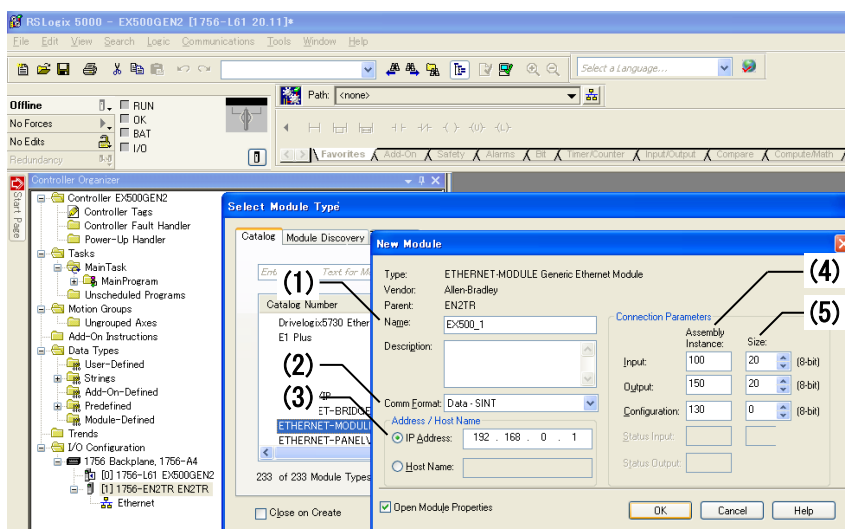 RSLogix 5000 - EX500GEN2 [1756-L61 20.11]*
File Edit View Search Logic Communications Tools Window Help
Select a Language...
Path: <none>
Offline
RUN
No Forces
OK
BAT
No Edits
I/O
Redundancy
Favorites Add-On Safety Alarms Bit Timer/Counter Input/Output Compare Compute/Math
Start Page
Controller Organizer
Controller EX500GEN2
Controller Tags
Controller Fault Handler
Power-Up Handler
Tasks
MainTask
MainProgram
Unscheduled Programs
Motion Groups
Ungrouped Axes
Add-On Instructions
Data Types
User-Defined
Strings
Add-On-Defined
Predefined
Module-Defined
Trends
I/O Configuration
1756 Backplane, 1756-A4
[0] 1756-L61 EX500GEN2
[1] 1756-EN2TR EN2TR
Ethernet
Select Module Type
Catalog Module Discovery
Text for M
Catalog Number
Drivelogix5730 Ether
E1 Plus
ET-BRIDGE
ETHERNET-MODUL
ETHERNET-PANELV
233 of 233 Module Types
Close on Create
New Module
Type: ETHERNET-MODULE Generic Ethernet Module
Vendor: Allen-Bradley
Parent: EN2TR
(1)
Name: EX500_1
Description:
(2)
Comm Format: Data - SINT
(3)
Address / Host Name
IP Address: 192 . 168 . 0 . 1
Host Name:
Connection Parameters
(4)
Assembly Instance:
(5)
Size:
Input: 100 20 (8-bit)
Output: 150 20 (8-bit)
Configuration: 130 0 (8-bit)
Status Input:
Status Output:
Open Module Properties
OK Cancel Help